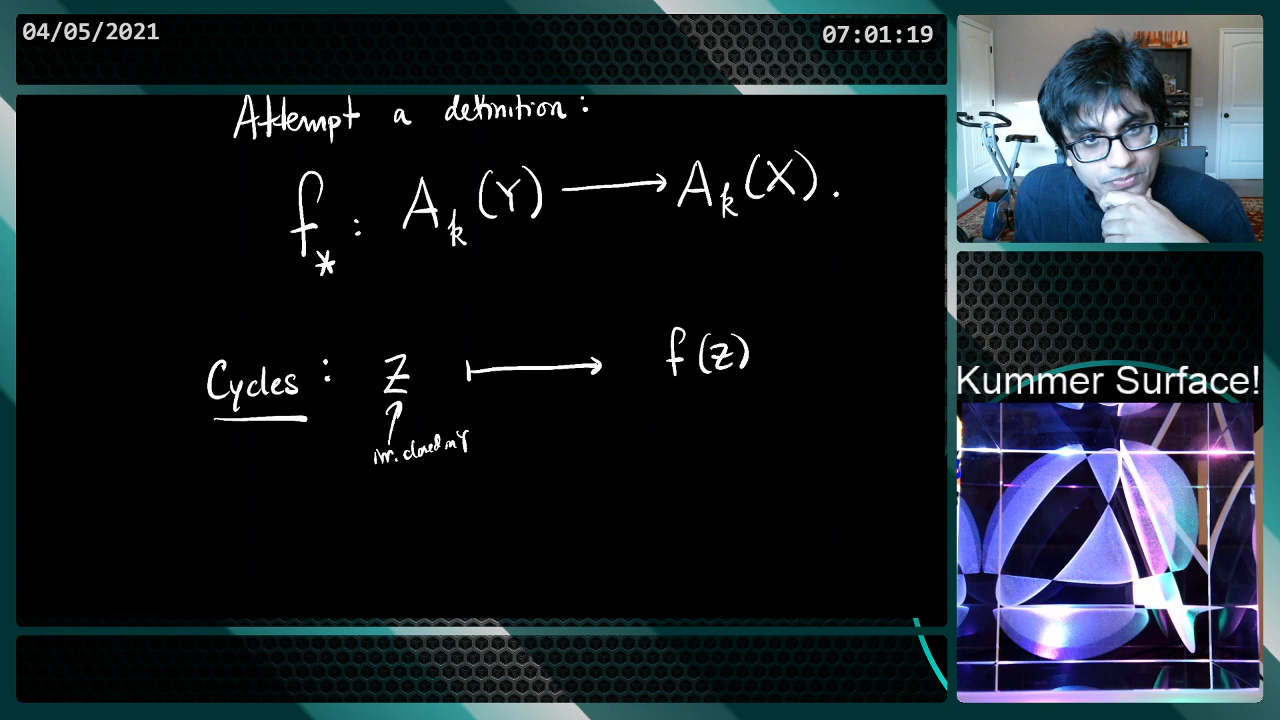 04/05/2021
07:01:19
Attempt a definition:
f_* : A_k(Y) ⟶ A_k(X).
Cycles: Z ⟼ f(Z)
irr. closed in Y
Kummer Surface!